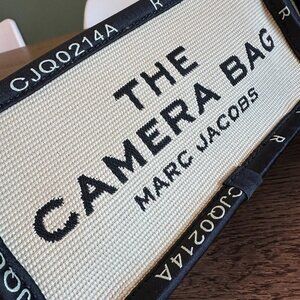 CJQ0214A R
THE
CAMERA BAG
MARC JACOBS
CJQ0214A R